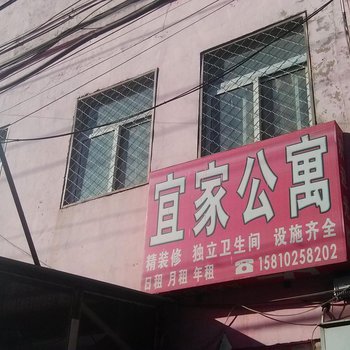 宜家公寓
精装修 独立卫生间 设施齐全
日租 月租 年租 ☎15810258202